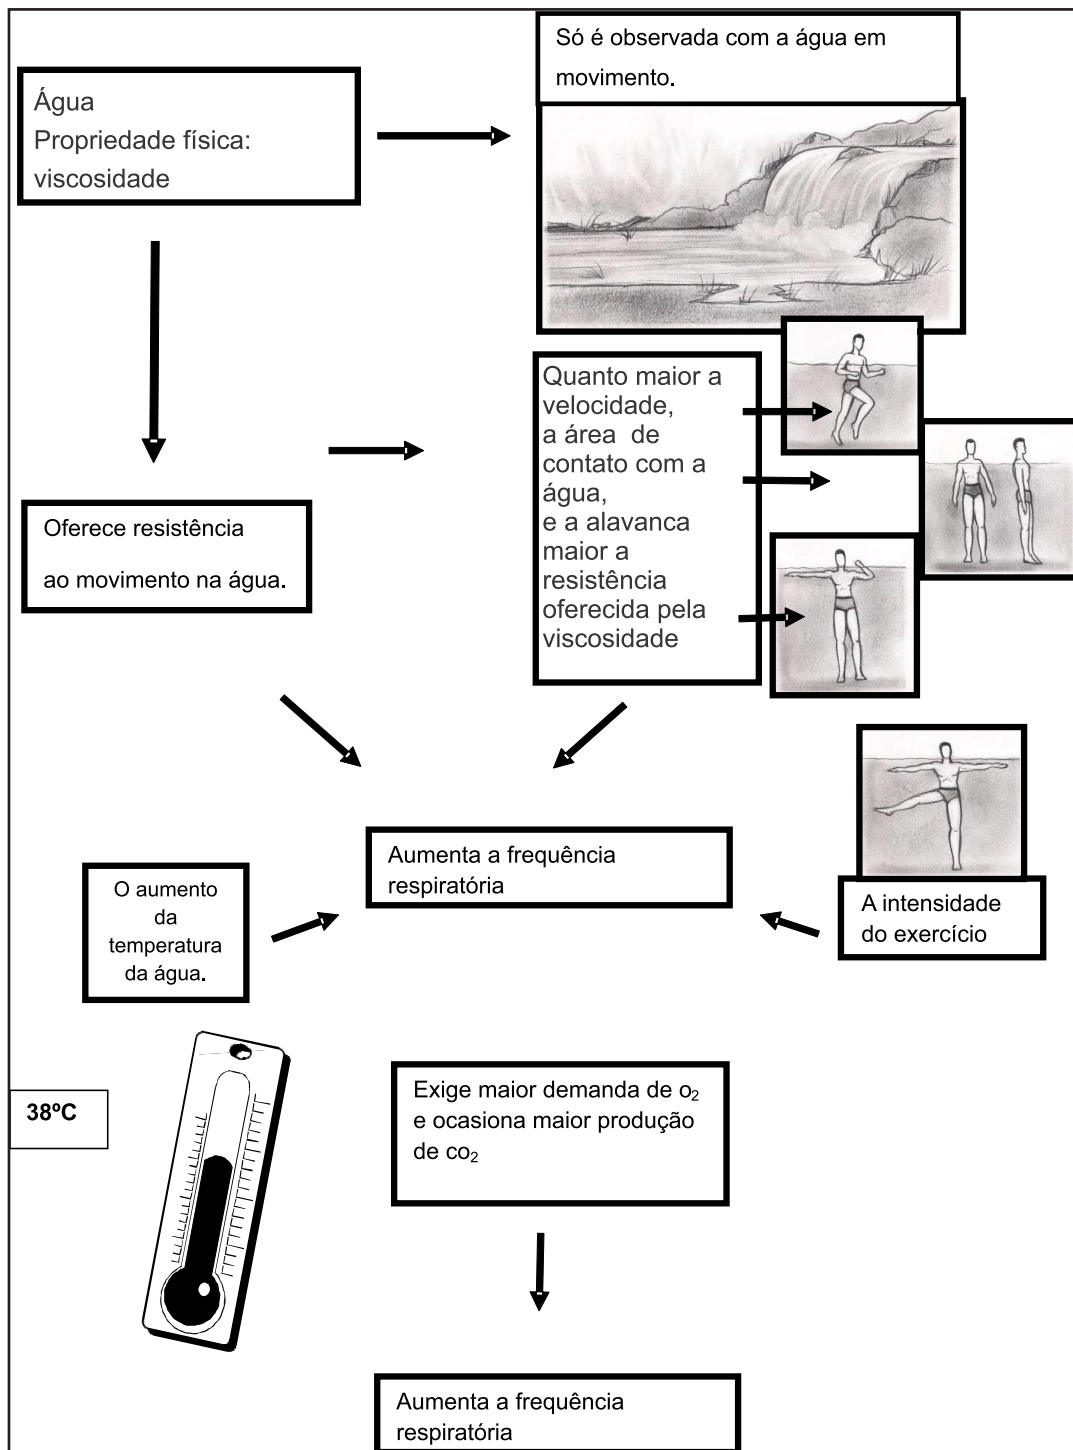 Só é observada com a água em
movimento.
Água
Propriedade física:
viscosidade
Quanto maior a
velocidade,
a área de
contato com a
água,
e a alavanca
maior a
resistência
oferecida pela
viscosidade
Oferece resistência
ao movimento na água.
Aumenta a frequência
respiratória
O aumento
da
temperatura
da água.
A intensidade
do exercício
38ºC
Exige maior demanda de o₂
e ocasiona maior produção
de co₂
Aumenta a frequência
respiratória